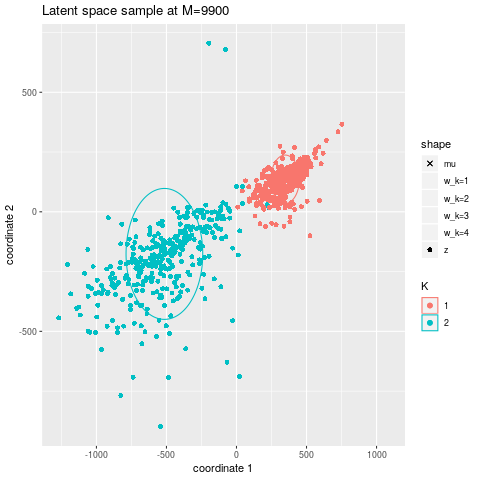 Latent space sample at M=9900
coordinate 2
500
0
-500
-1000
-500
0
500
1000
coordinate 1
shape
mu
w_k=1
w_k=2
w_k=3
w_k=4
z
K
1
2